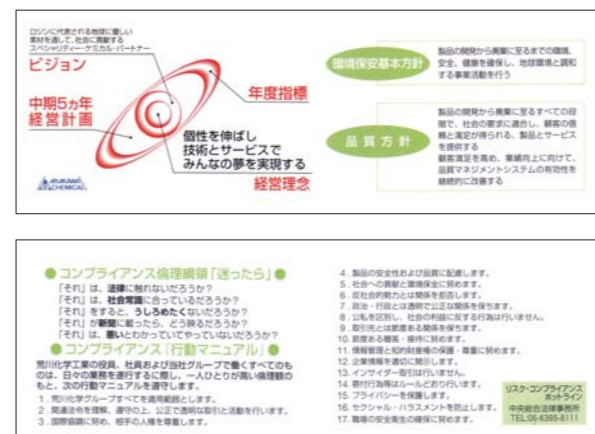 ロジンに代表される地球に優しい
素材を通して、社会に貢献する
スペシャリティー・ケミカル・パートナー
ビジョン
中期5ヵ年
経営計画
年度指標
個性を伸ばし
技術とサービスで
みんなの夢を実現する
経営理念
ARAKAWA
CHEMICAL
環境保安基本方針
製品の開発から廃棄に至るまでの環境、
安全、健康を確保し、地球環境と調和
する事業活動を行う
品質方針
製品の開発から廃棄に至るすべての段
階で、社会の要求に適合し、顧客の信
頼と満足が得られる、製品とサービス
を提供する
顧客満足を高め、業績向上に向けて、
品質マネジメントシステムの有効性を
継続的に改善する
●コンプライアンス倫理綱領「迷ったら」●
「それ」は、法律に触れないだろうか?
「それ」は、社会常識に合っているだろうか?
「それ」をすると、うしろめたくないだろうか?
「それ」が新聞に載ったら、どう映るだろうか?
「それ」は、悪いとわかっていてやっていないだろうか?
●コンプライアンス「行動マニュアル」●
荒川化学工業の役員、社員および当社グループで働くすべてのも
のは、日々の業務を遂行するに際し、一人ひとりが高い倫理観の
もと、次の行動マニュアルを遵守します。
1. 荒川化学グループすべてを適用範囲とします。
2. 関連法令を理解、遵守の上、公正で透明な取引と活動を行います。
3. 国際協調に努め、相手の人権を尊重します。
4. 製品の安全性および品質に配慮します。
5. 社会への貢献と環境保全に努めます。
6. 反社会的勢力とは関係を拒否します。
7. 政治・行政とは透明で公正な関係を保ちます。
8. 公私を区別し、社会の利益に反する行為は行いません。
9. 取引先とは節度ある関係を保ちます。
10. 節度ある贈答・接待に努めます。
11. 情報管理と知的財産権の保護・尊重に努めます。
12. 企業情報を適切に開示します。
13. インサイダー取引は行いません。
14. 寄付行為等はルールどおり行います。
15. プライバシーを保護します。
16. セクシャル・ハラスメントを防止します。
17. 職場の安全衛生の確保に努めます。
リスク・コンプライアンス
ホットライン
中央総合法律事務所
TEL:06-6365-8111